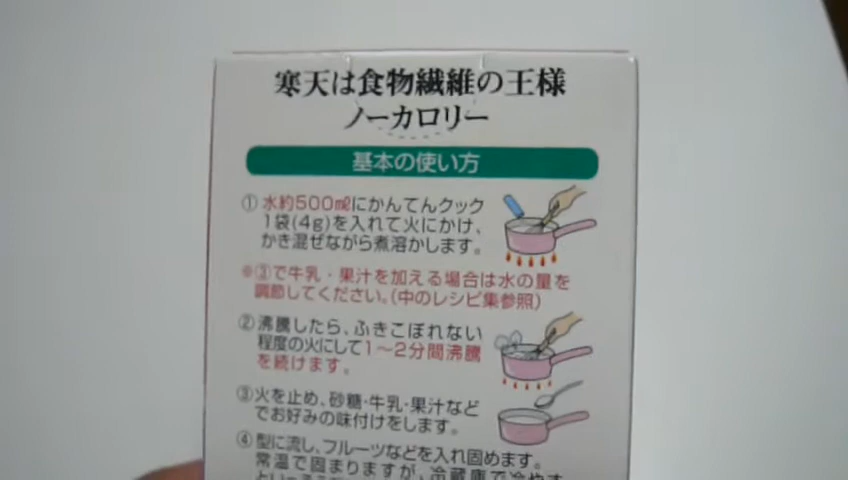 寒天は食物繊維の王様
ノーカロリー
基本の使い方
① 水約500㎖にかんてんクック
1袋(4g)を入れて火にかけ、
かき混ぜながら煮溶かします。
※③で牛乳・果汁を加える場合は水の量を
調節してください。(中のレシピ集参照)
② 沸騰したら、ふきこぼれない
程度の火にして1〜2分間沸騰
を続けます。
③ 火を止め、砂糖・牛乳・果汁など
でお好みの味付けをします。
④ 型に流し、フルーツなどを入れ固めます。
常温で固まりますが、冷蔵庫で冷やす